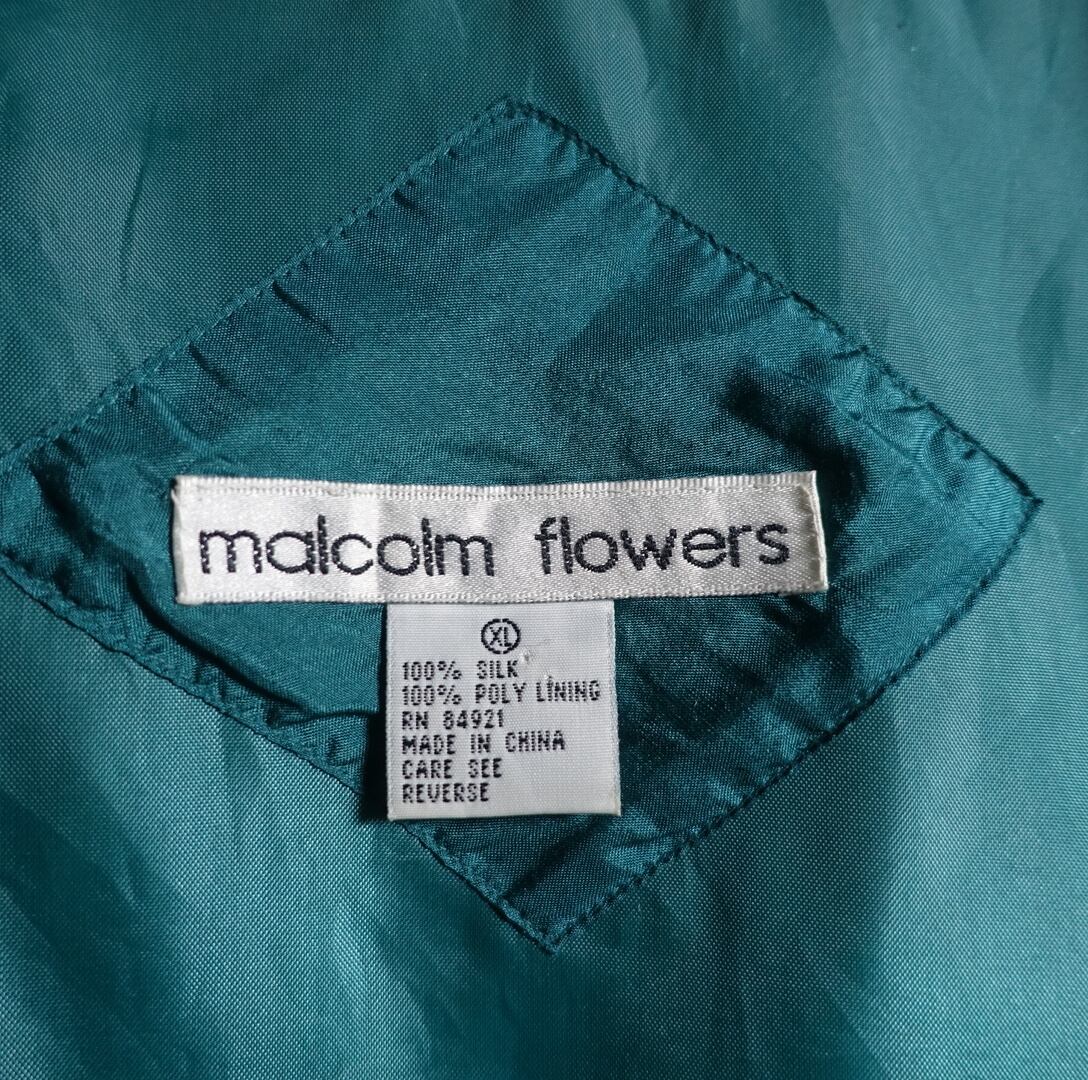 malcolm flowers
XL
100% SILK
100% POLY LINING
RN 84921
MADE IN CHINA
CARE SEE
REVERSE